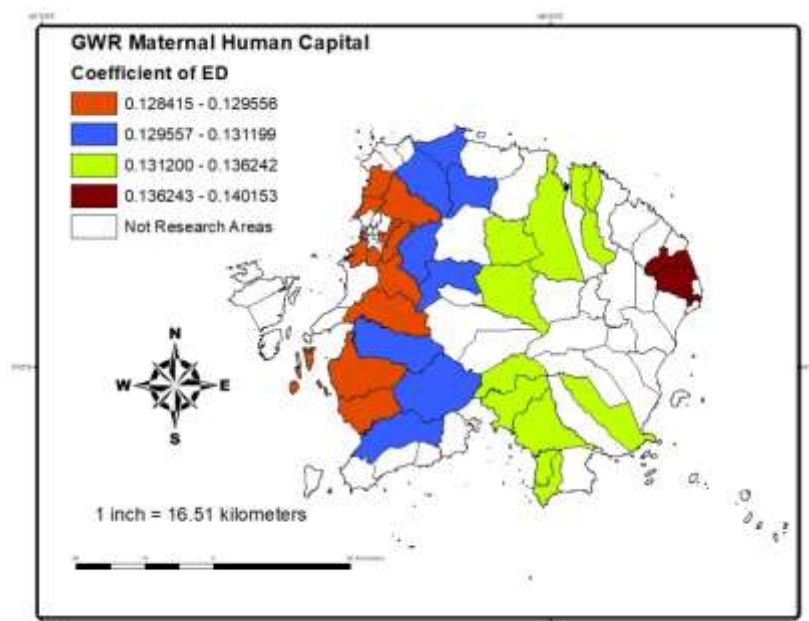 GWR Maternal Human Capital
Coefficient of ED
0.128415 - 0.129556
0.129557 - 0.131199
0.131200 - 0.136242
0.136243 - 0.140153
Not Research Areas
N
W E
S
1 inch = 16.51 kilometers